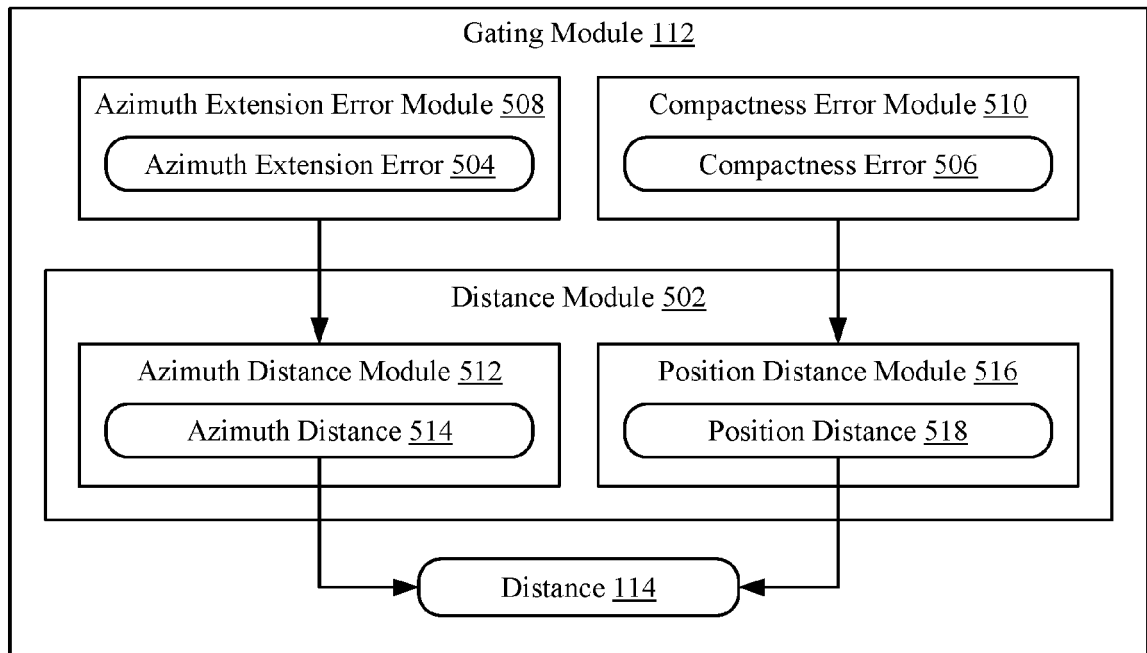 Gating Module 112
Azimuth Extension Error Module 508
Compactness Error Module 510
Azimuth Extension Error 504
Compactness Error 506
Distance Module 502
Azimuth Distance Module 512
Position Distance Module 516
Azimuth Distance 514
Position Distance 518
Distance 114